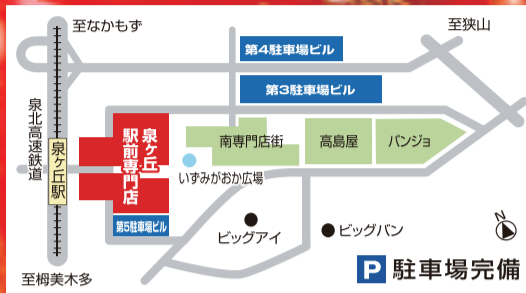 至なかもず
至狭山
第4駐車場ビル
第3駐車場ビル
泉北高速鉄道
泉ヶ丘駅
泉ヶ丘
駅前専門店
南専門店街
高島屋
パンジョ
いずみがおか広場
第5駐車場ビル
ビッグアイ
ビッグバン
N
至栂美木多
P 駐車場完備